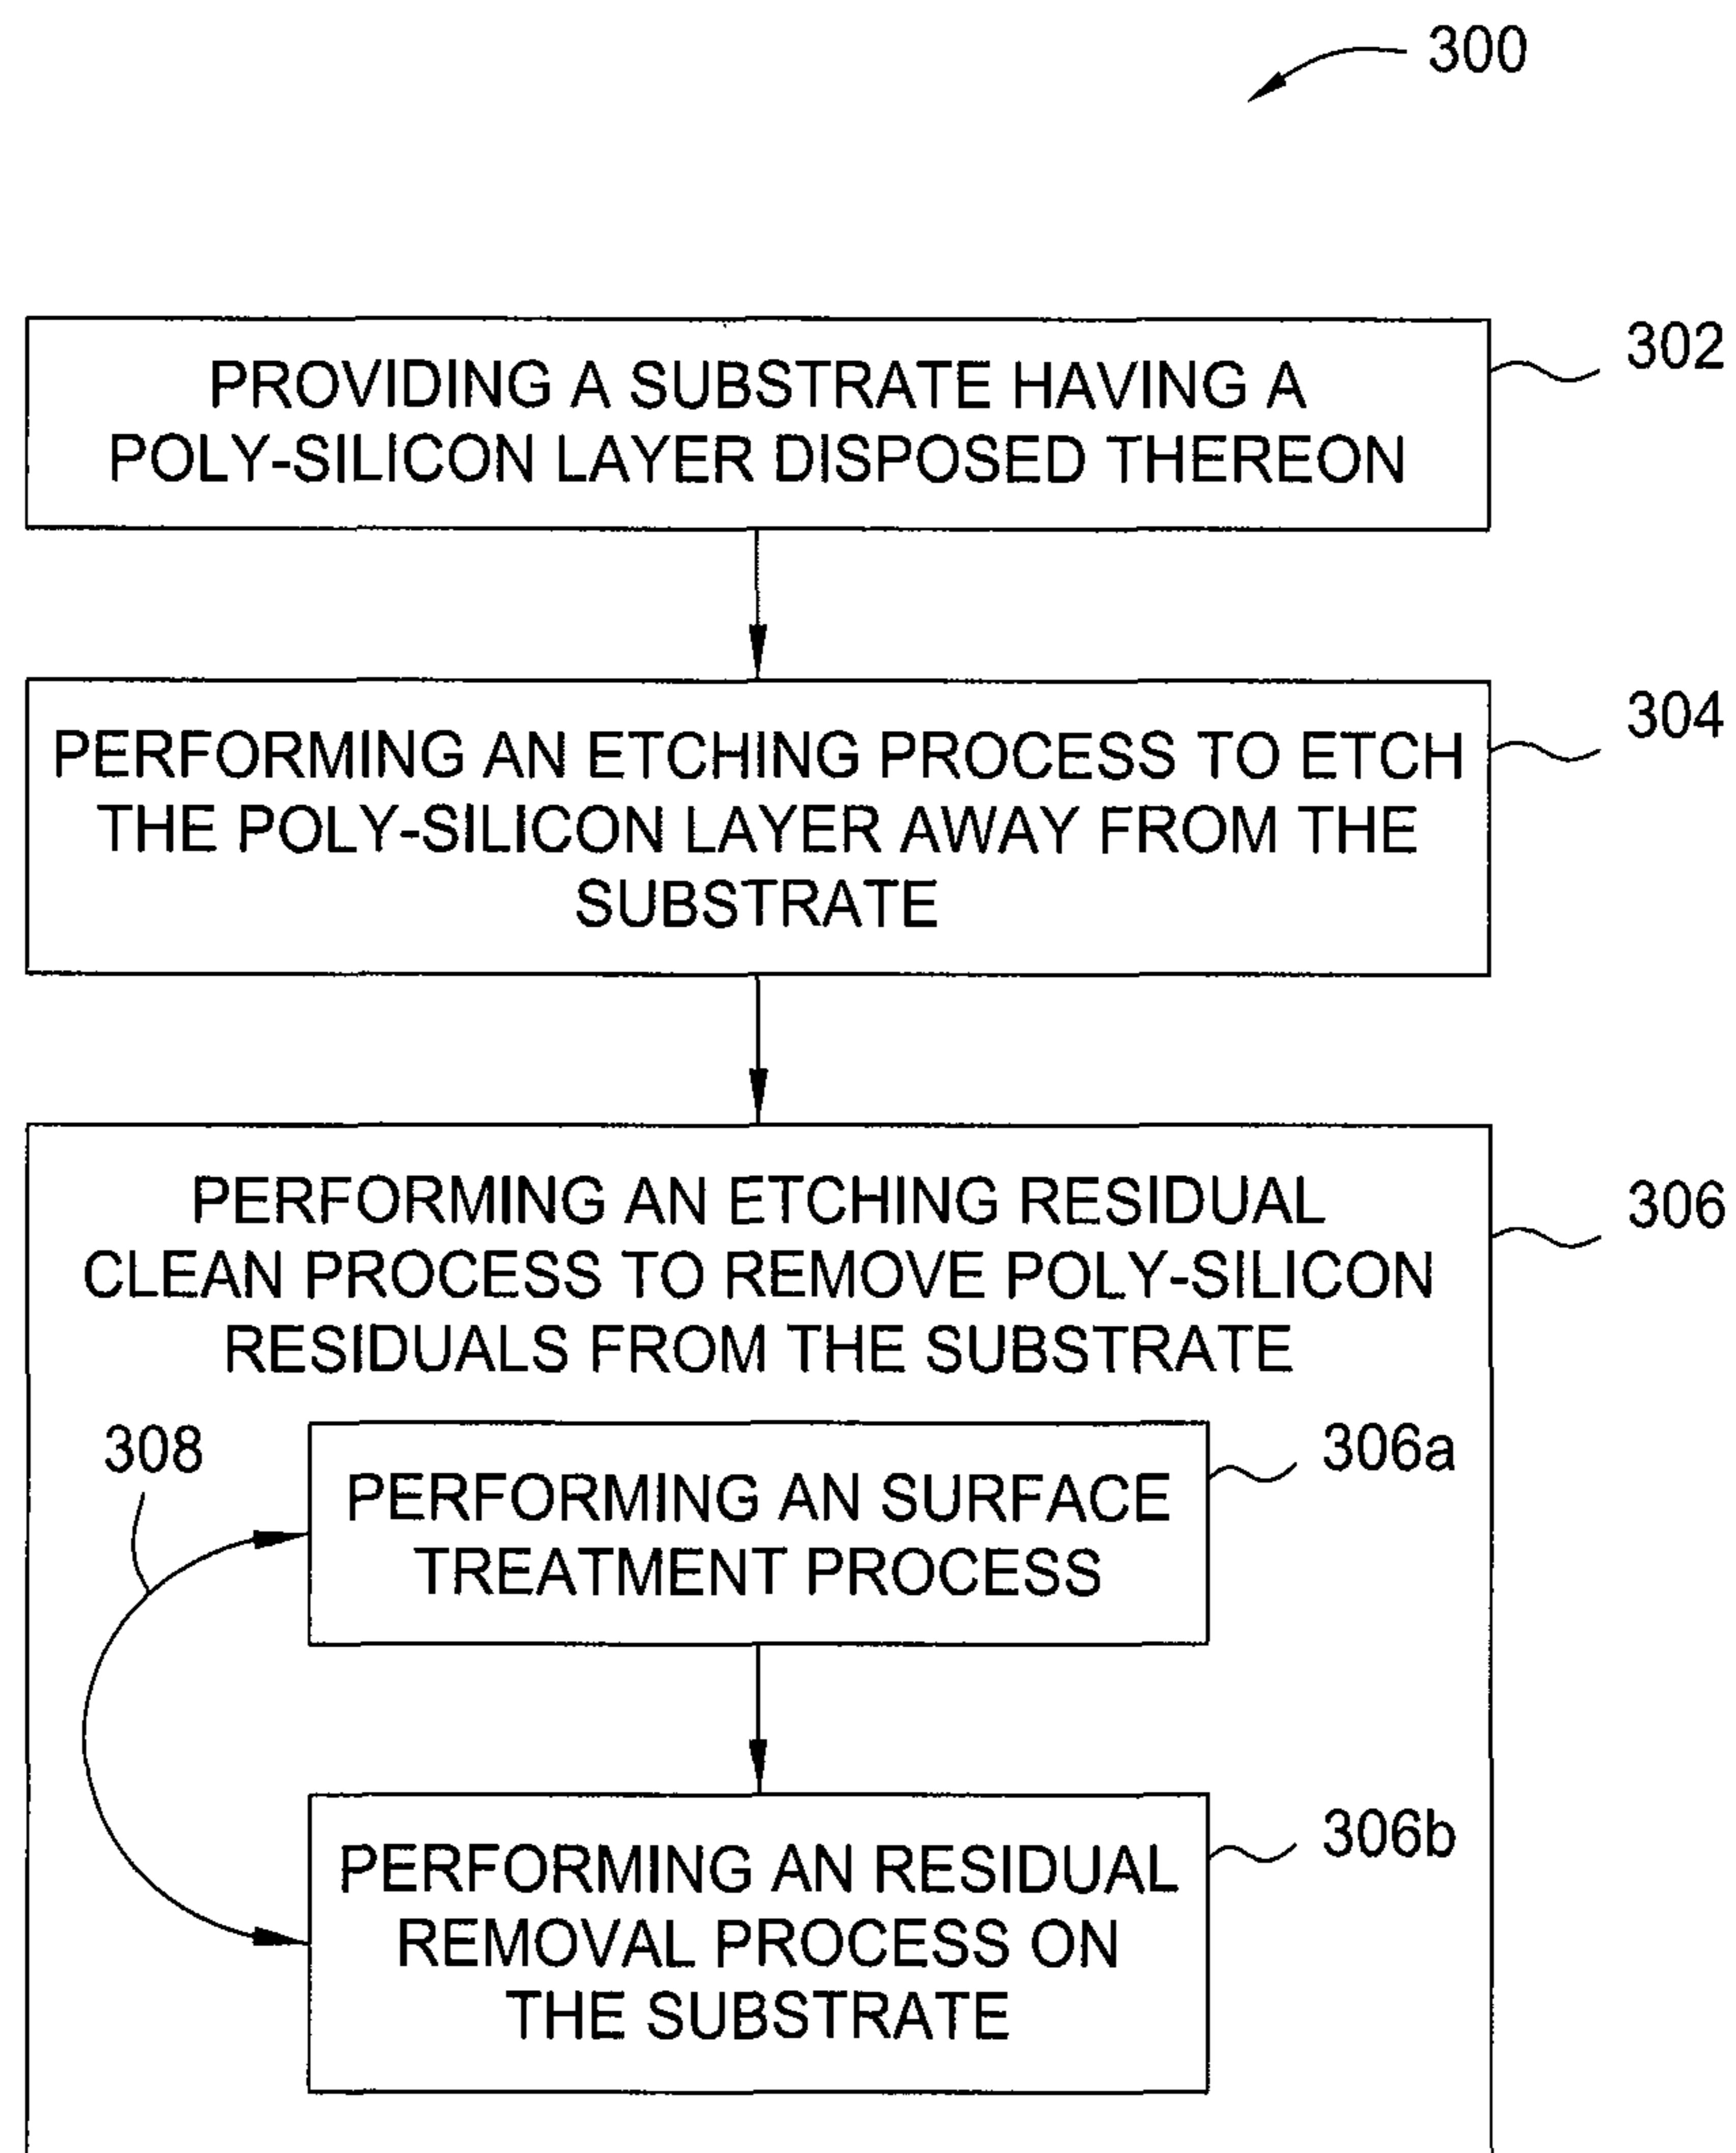 300
PROVIDING A SUBSTRATE HAVING A
POLY-SILICON LAYER DISPOSED THEREON
302
PERFORMING AN ETCHING PROCESS TO ETCH
THE POLY-SILICON LAYER AWAY FROM THE
SUBSTRATE
304
PERFORMING AN ETCHING RESIDUAL
CLEAN PROCESS TO REMOVE POLY-SILICON
RESIDUALS FROM THE SUBSTRATE
306
308
PERFORMING AN SURFACE
TREATMENT PROCESS
306a
PERFORMING AN RESIDUAL
REMOVAL PROCESS ON
THE SUBSTRATE
306b